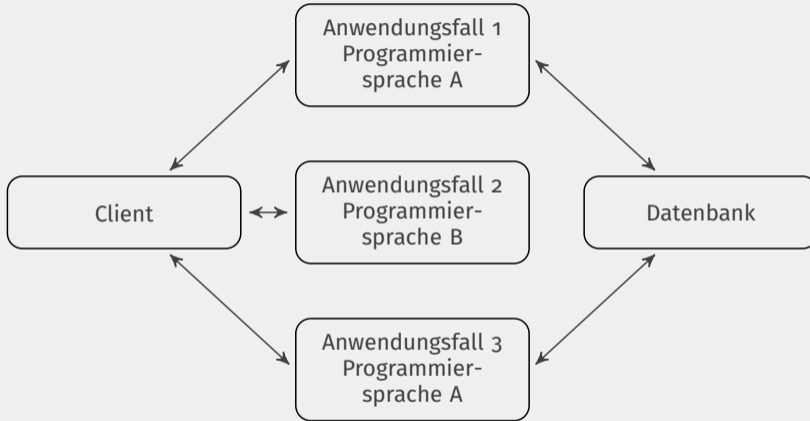 Anwendungsfall 1
Programmier-
sprache A
Client
Anwendungsfall 2
Programmier-
sprache B
Datenbank
Anwendungsfall 3
Programmier-
sprache A